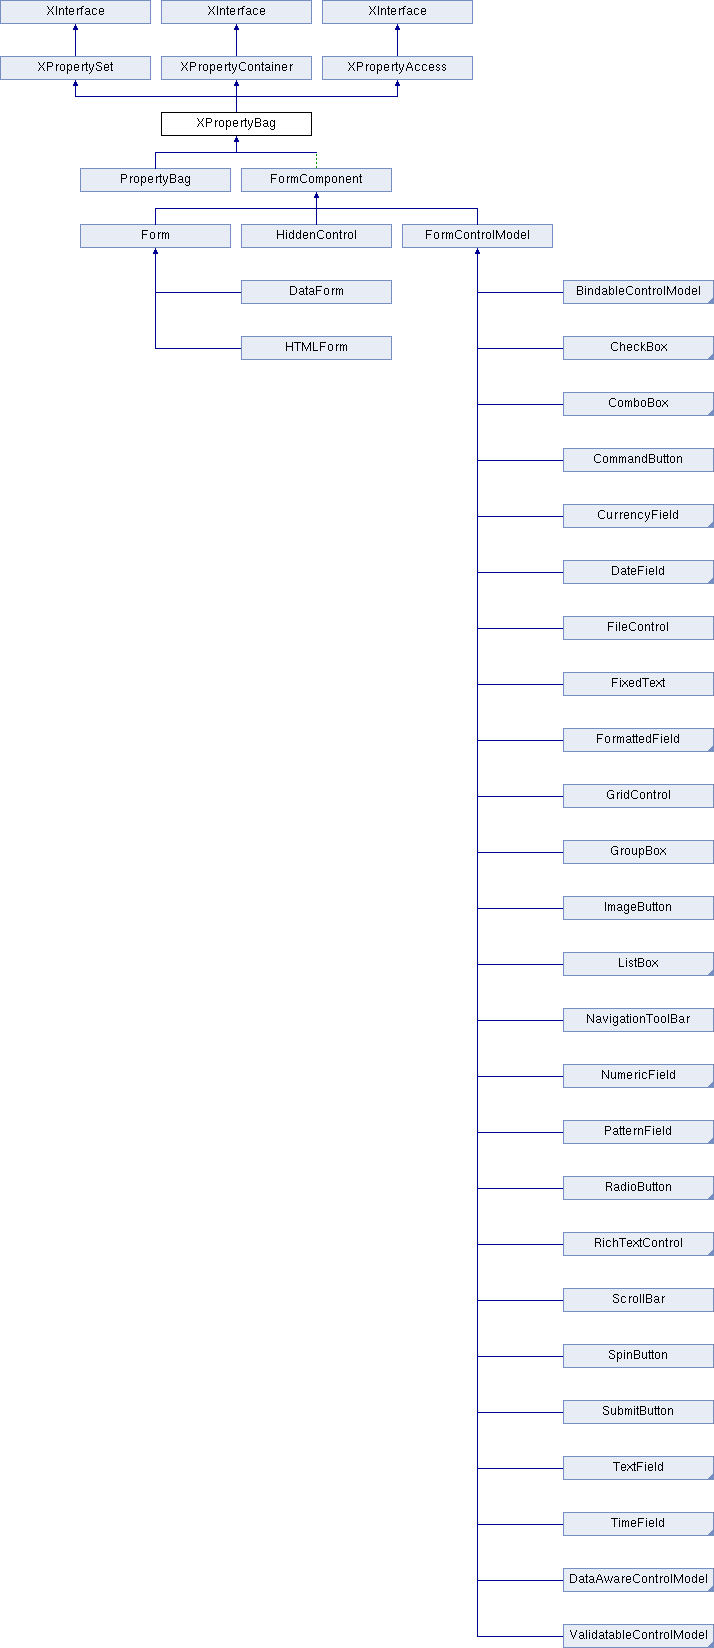 XInterface XInterface XInterface
XPropertySet XPropertyContainer XPropertyAccess
XPropertyBag
PropertyBag FormComponent
Form HiddenControl FormControlModel
DataForm BindableControlModel
HTMLForm CheckBox
ComboBox
CommandButton
CurrencyField
DateField
FileControl
FixedText
FormattedField
GridControl
GroupBox
ImageButton
ListBox
NavigationToolBar
NumericField
PatternField
RadioButton
RichTextControl
ScrollBar
SpinButton
SubmitButton
TextField
TimeField
DataAwareControlModel
ValidatableControlModel